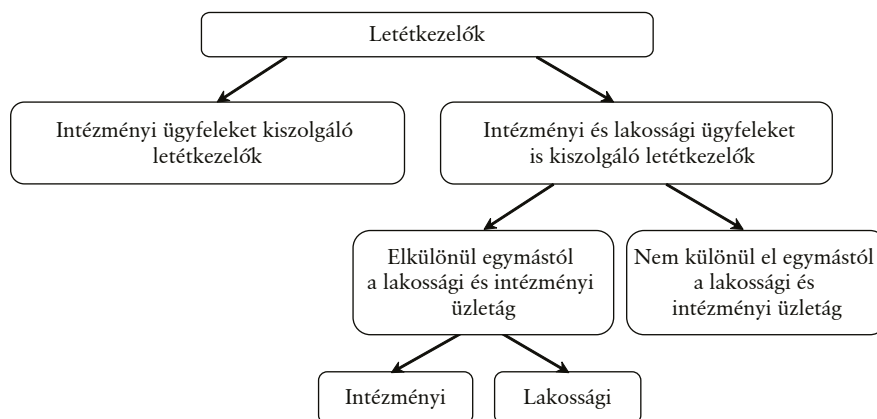 Letétkezelők
Intézményi ügyfeleket kiszolgáló
letétkezelők
Intézményi és lakossági ügyfeleket
is kiszolgáló letétkezelők
Elkülönül egymástól
a lakossági és intézményi
üzletág
Nem különül el egymástól
a lakossági és
intézményi üzletág
Intézményi
Lakossági